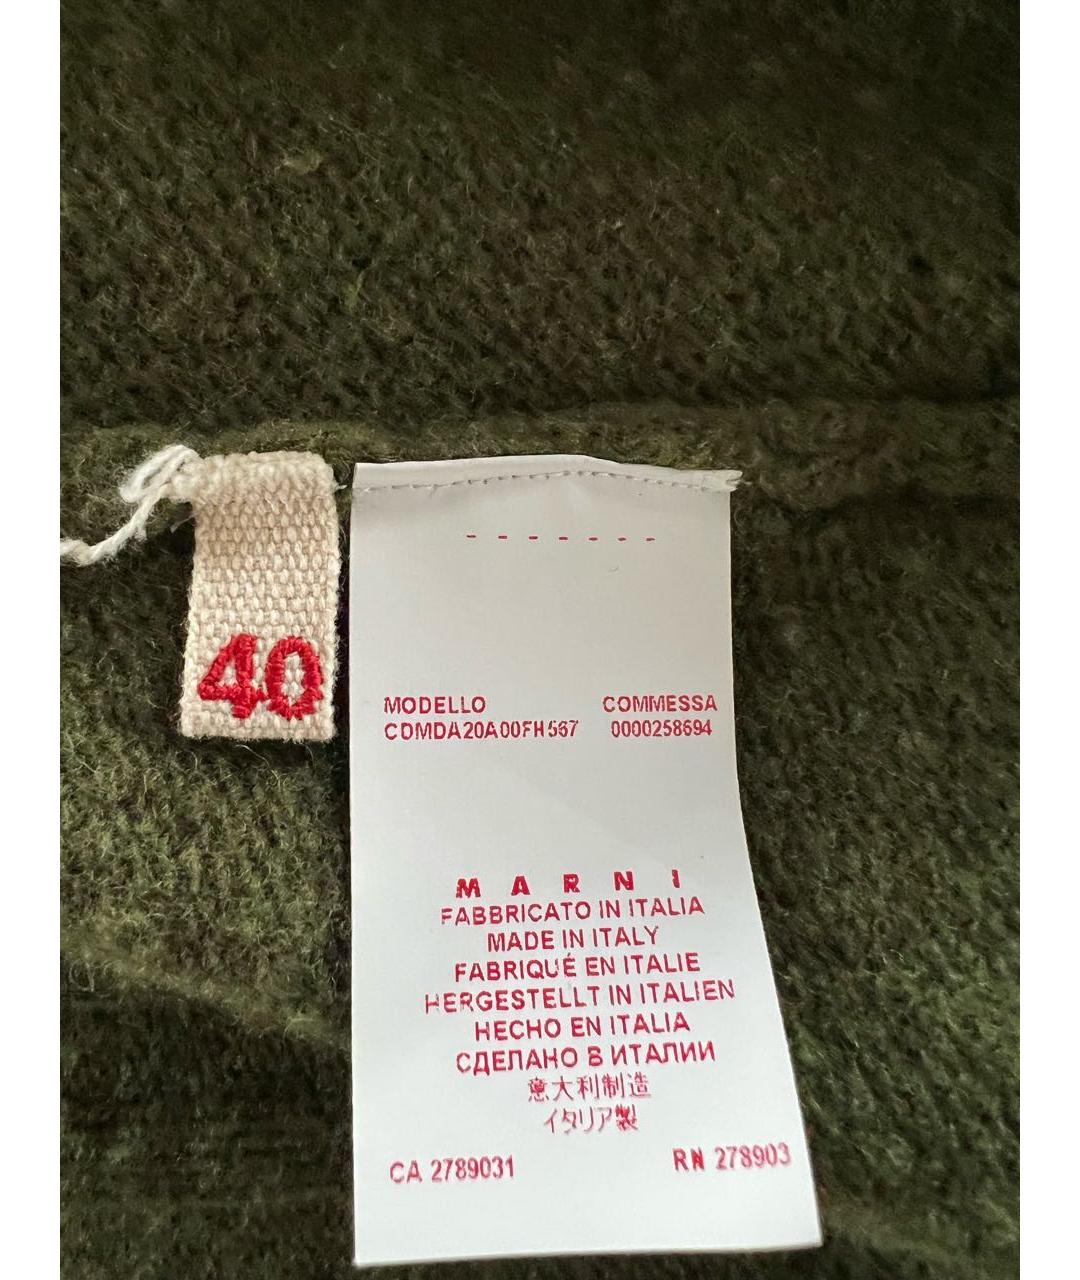 40
- - - - - - -
MODELLO COMMESSA
CDMDA20A00FH567 0000258694
MARNI
FABBRICATO IN ITALIA
MADE IN ITALY
FABRIQUÉ EN ITALIE
HERGESTELLT IN ITALIEN
HECHO EN ITALIA
СДЕЛАНО В ИТАЛИИ
意大利制造
イタリア製
CA 2789031 RN 278903